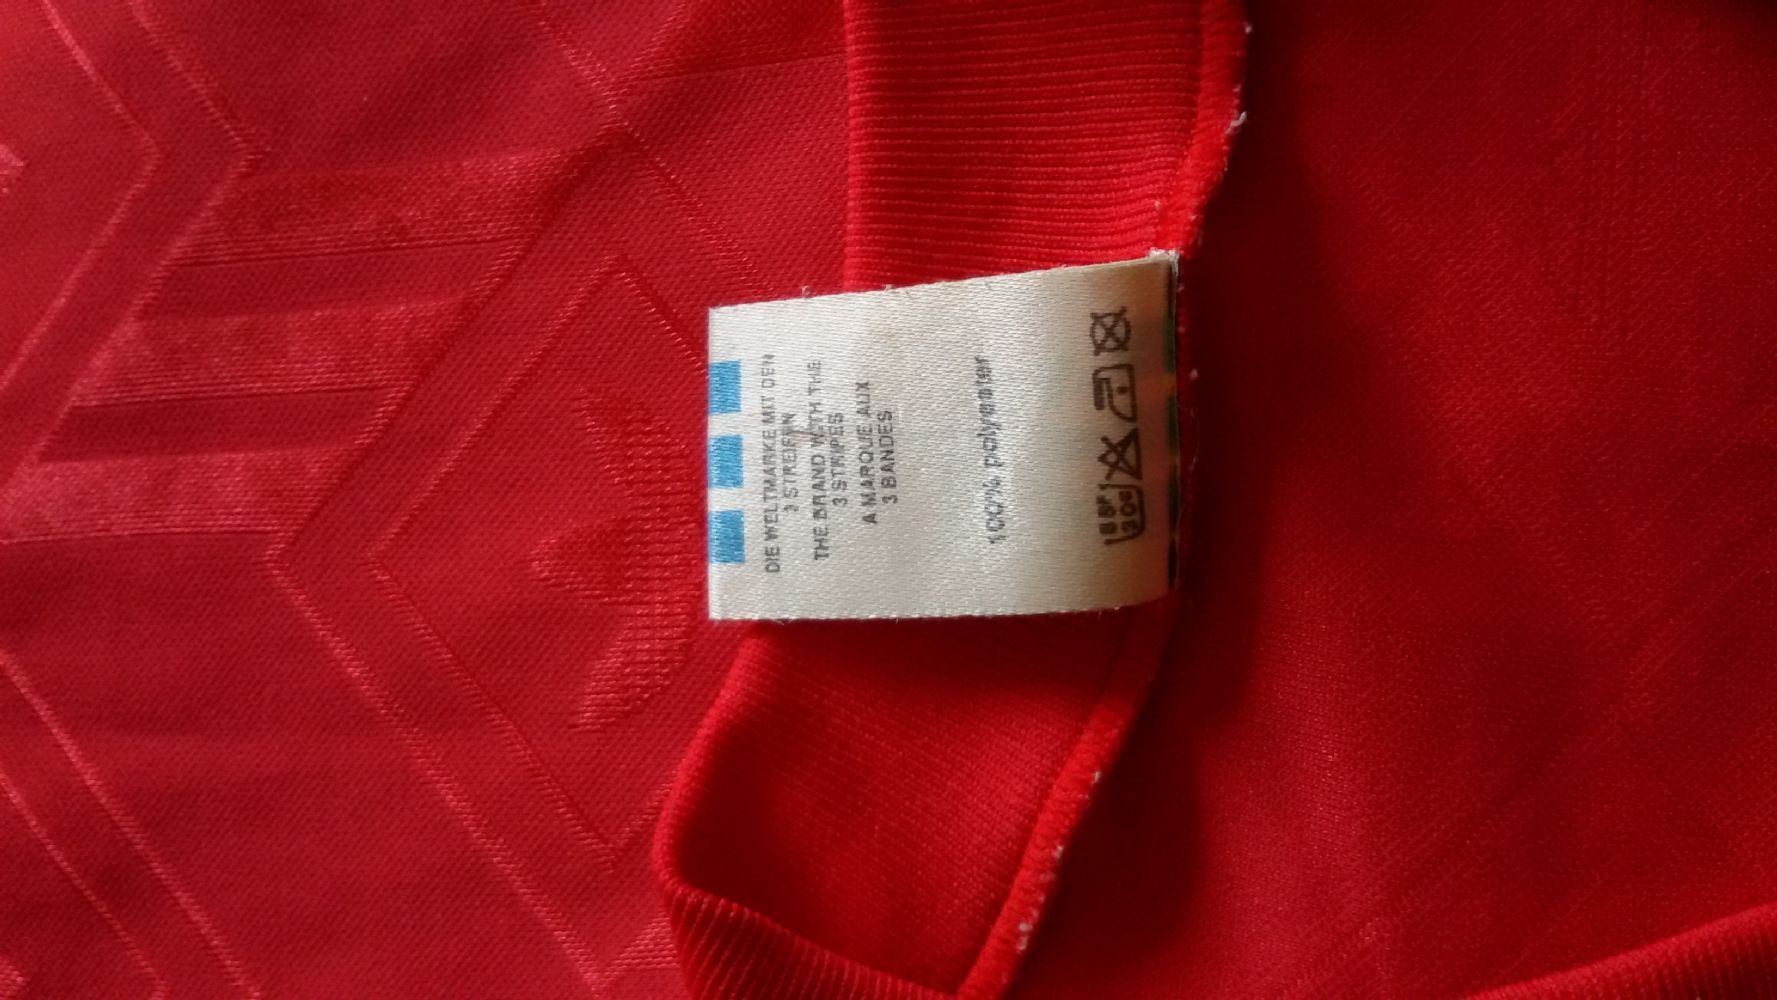 DIE WELTMARKE MIT DEN
3 STREIFEN
THE BRAND WITH THE
3 STRIPES
A MARQUE AUX
3 BANDES
100% polyester